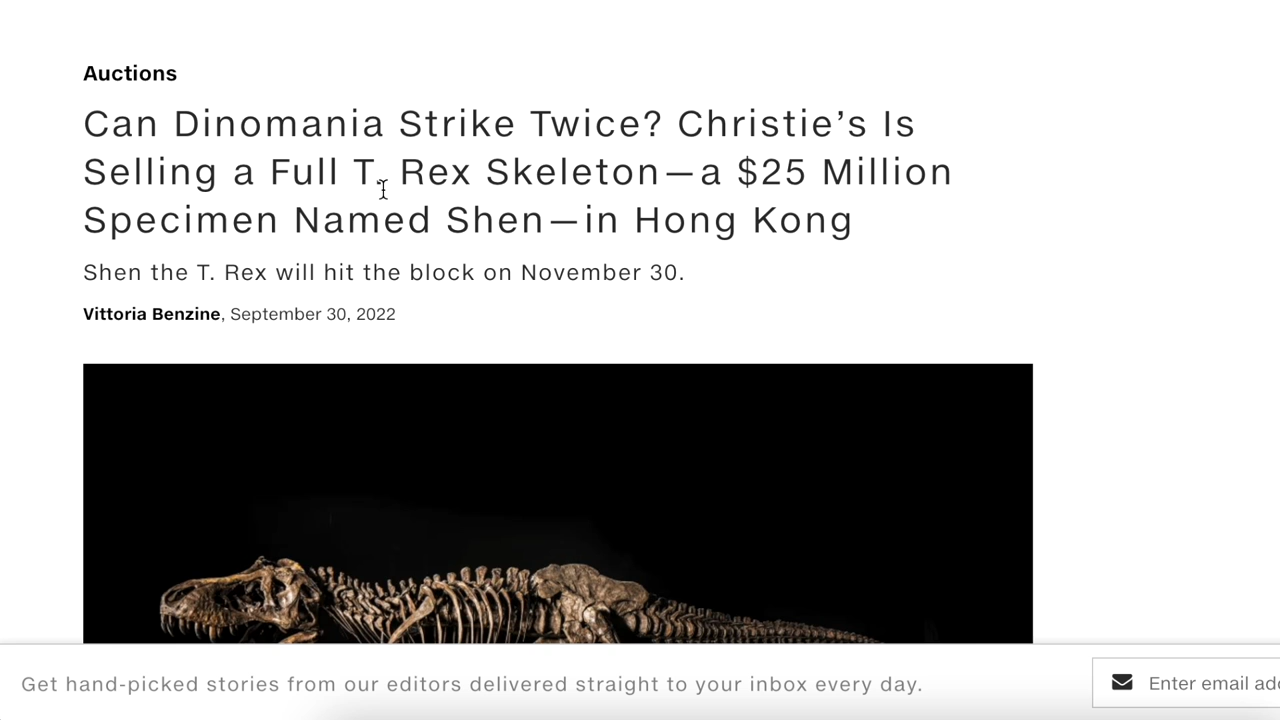 Auctions
Can Dinomania Strike Twice? Christie’s Is
Selling a Full T. Rex Skeleton—a $25 Million
Specimen Named Shen—in Hong Kong
Shen the T. Rex will hit the block on November 30.
Vittoria Benzine, September 30, 2022
Get hand-picked stories from our editors delivered straight to your inbox every day.
Enter email